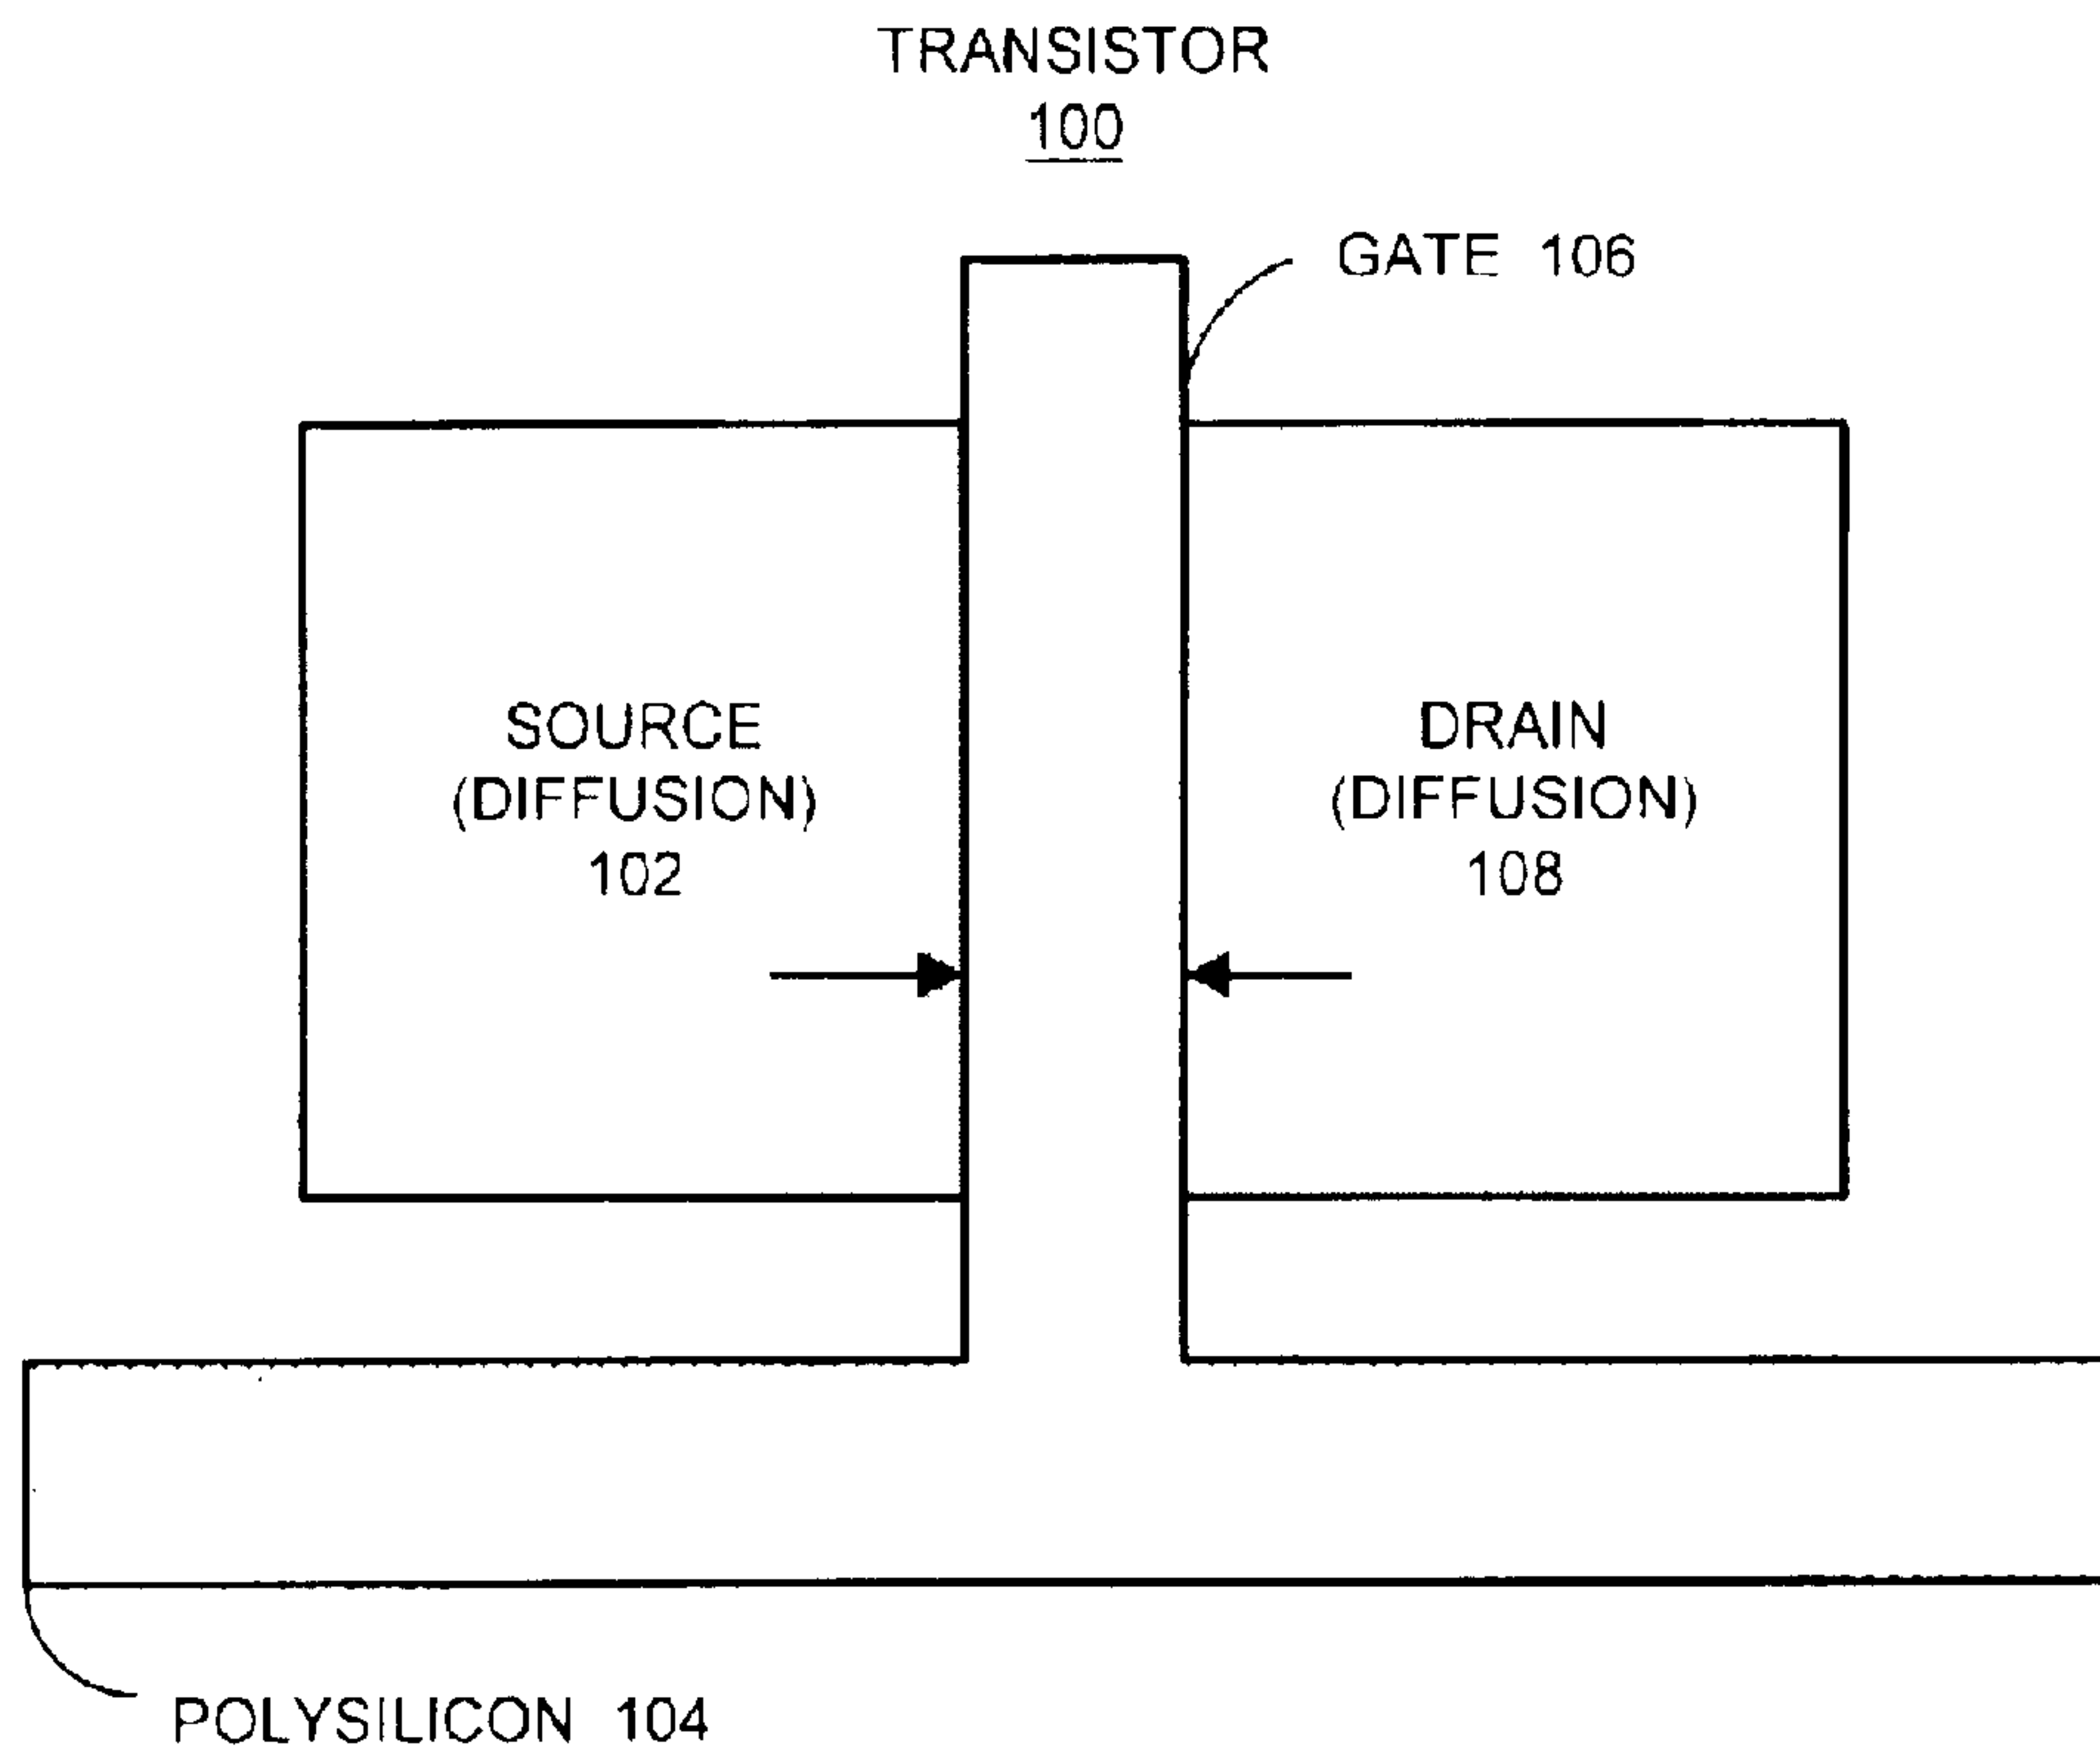 TRANSISTOR
100
GATE 106
SOURCE
(DIFFUSION)
102
DRAIN
(DIFFUSION)
108
POLYSILICON 104